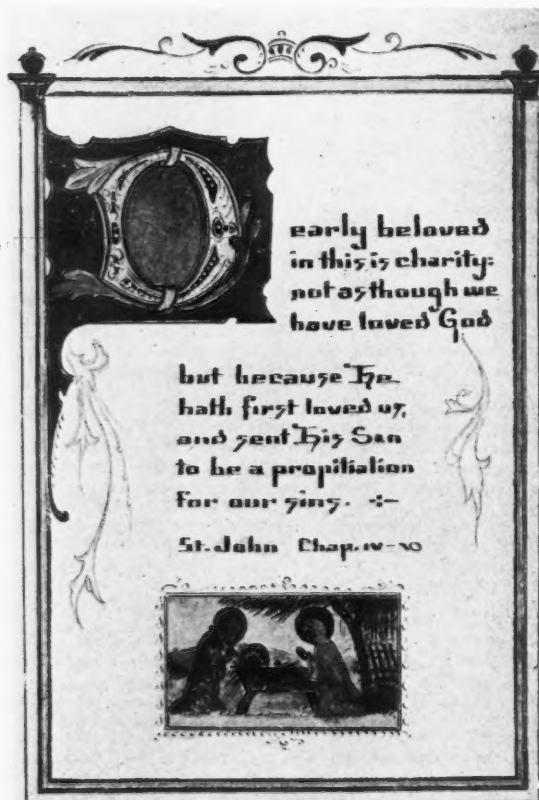 Dearly beloved
in this is charity:
not as though we
have loved God
but because He
hath first loved us,
and sent His Son
to be a propitiation
for our sins.
St. John Chap. iv-10